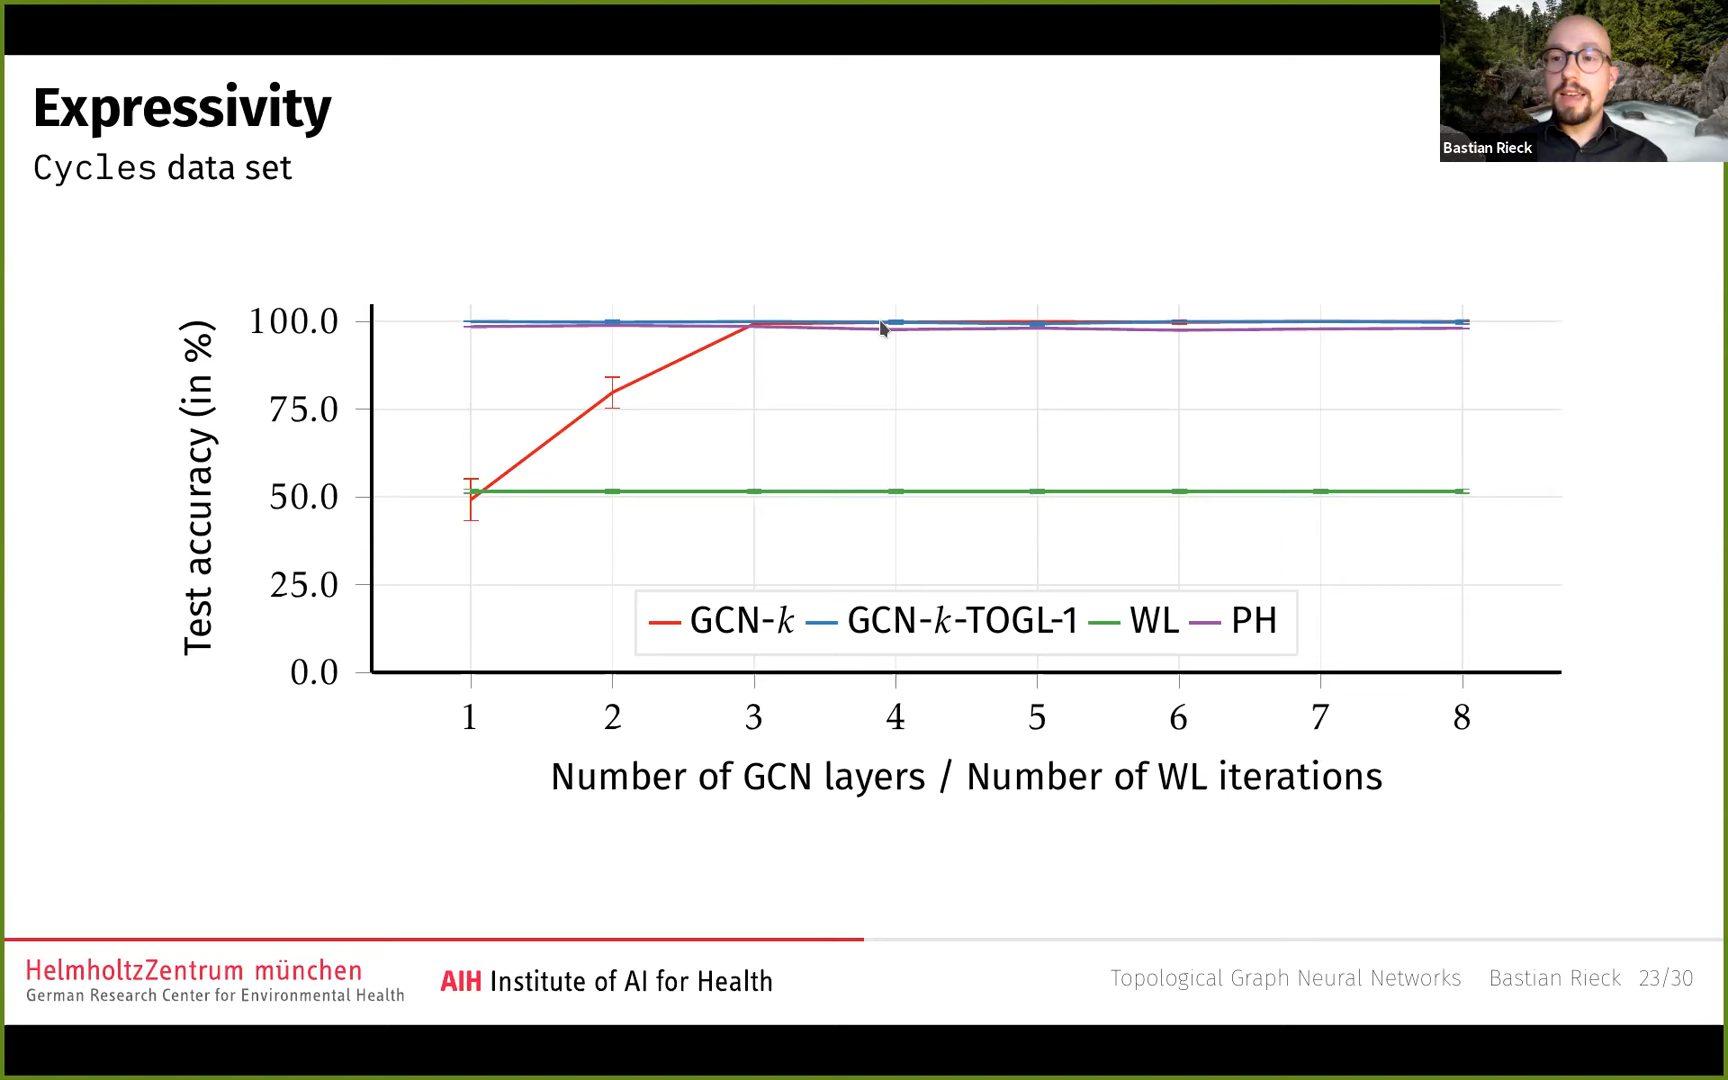 Expressivity
Cycles data set
Bastian Rieck
Test accuracy (in %)
100.0
75.0
50.0
25.0
0.0
GCN-k GCN-k-TOGL-1 WL PH
1 2 3 4 5 6 7 8
Number of GCN layers / Number of WL iterations
HelmholtzZentrum münchen
German Research Center for Environmental Health
AIH Institute of AI for Health
Topological Graph Neural Networks Bastian Rieck 23/30